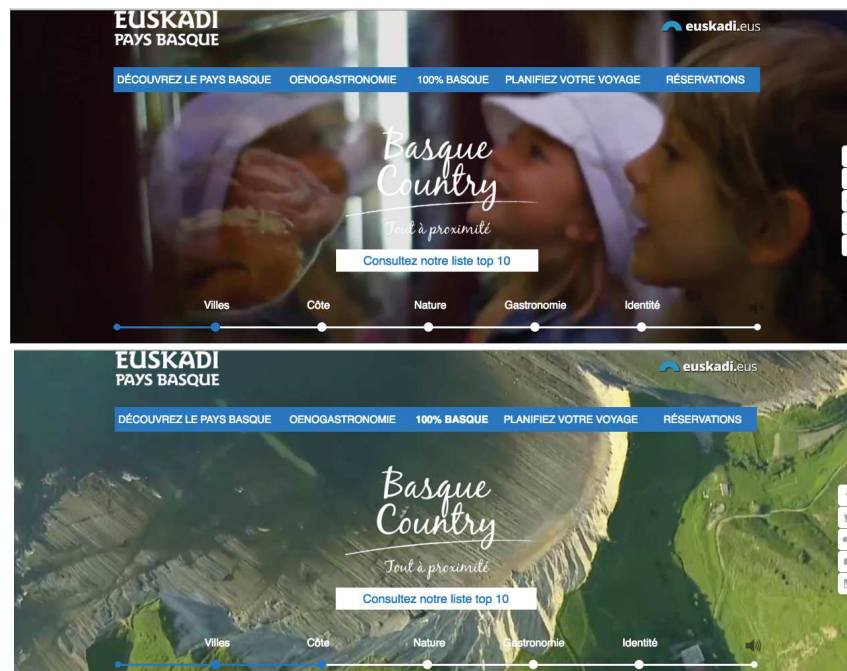 EUSKADI
PAYS BASQUE
euskadi.eus
DÉCOUVREZ LE PAYS BASQUE OENOGASTRONOMIE 100% BASQUE PLANIFIEZ VOTRE VOYAGE RÉSERVATIONS
Basque
Country
Tout à proximité
Consultez notre liste top 10
Villes Côte Nature Gastronomie Identité
EUSKADI
PAYS BASQUE
euskadi.eus
DÉCOUVREZ LE PAYS BASQUE OENOGASTRONOMIE 100% BASQUE PLANIFIEZ VOTRE VOYAGE RÉSERVATIONS
Basque
Country
Tout à proximité
Consultez notre liste top 10
Villes Côte Nature Gastronomie Identité